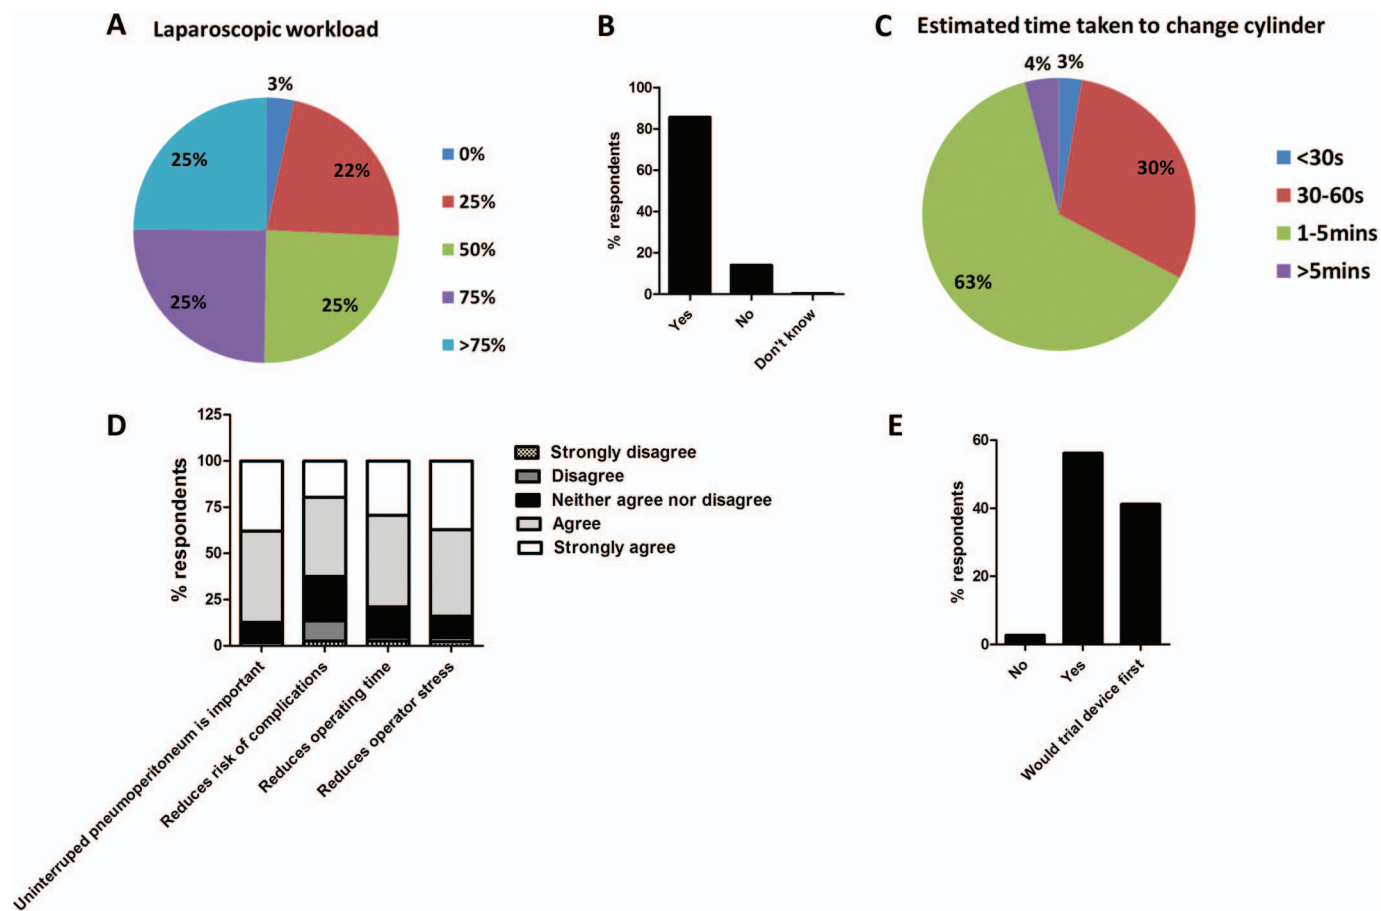 A Laparoscopic workload
3%
22%
25%
25%
25%
0%
25%
50%
75%
>75%
B
% respondents
100
80
60
40
20
0
Yes
No
Don't know
C Estimated time taken to change cylinder
4% 3%
30%
63%
<30s
30-60s
1-5mins
>5mins
D
% respondents
125
100
75
50
25
0
Uninterruped pneumoperitoneum is important
Reduces risk of complications
Reduces operating time
Reduces operator stress
Strongly disagree
Disagree
Neither agree nor disagree
Agree
Strongly agree
E
% respondents
60
40
20
0
No
Yes
Would trial device first